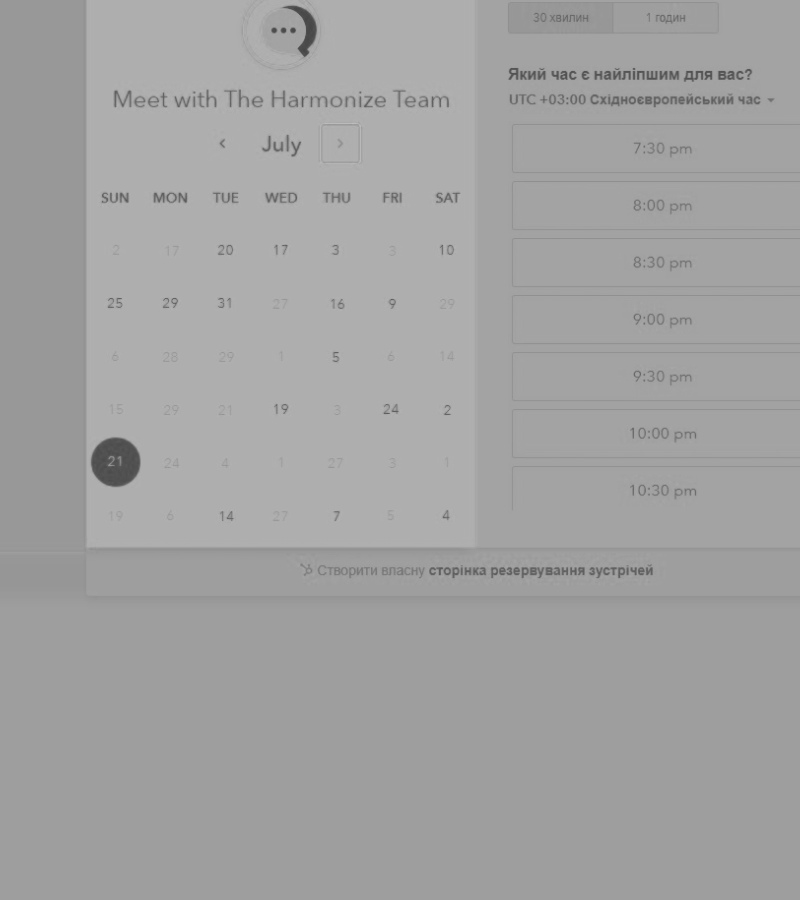 Meet with The Harmonize Team
July
SUN MON TUE WED THU FRI SAT
2 17 20 17 3 3 10
25 29 31 27 16 9 29
6 28 29 1 5 6 14
15 29 21 19 3 24 2
21 24 4 1 27 3 1
19 6 14 27 7 5 4
30 хвилин 1 годин
Який час є найліпшим для вас?
UTC +03:00 Східноєвропейський час
7:30 pm
8:00 pm
8:30 pm
9:00 pm
9:30 pm
10:00 pm
10:30 pm
Створити власну сторінка резервування зустрічей